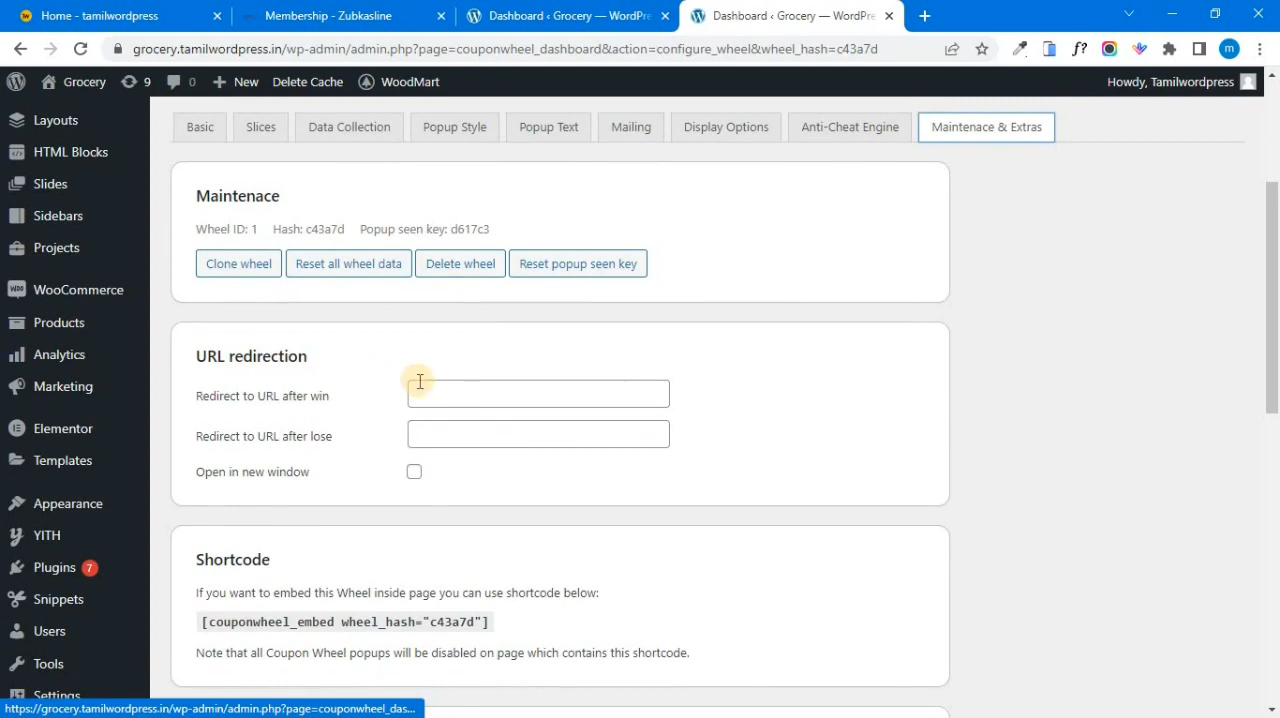 Home - tamilwordpress
Membership - Zubkasline
Dashboard ‹ Grocery — WordPre
Dashboard ‹ Grocery — WordPre
grocery.tamilwordpress.in/wp-admin/admin.php?page=couponwheel_dashboard&action=configure_wheel&wheel_hash=c43a7d
f?
m
Grocery
9
0
New
Delete Cache
WoodMart
Howdy, Tamilwordpress
Layouts
HTML Blocks
Slides
Sidebars
Projects
WooCommerce
Products
Analytics
Marketing
Elementor
Templates
Appearance
YITH
Plugins 7
Snippets
Users
Tools
Settings
Basic
Slices
Data Collection
Popup Style
Popup Text
Mailing
Display Options
Anti-Cheat Engine
Maintenace & Extras
Maintenace
Wheel ID: 1 Hash: c43a7d Popup seen key: d617c3
Clone wheel
Reset all wheel data
Delete wheel
Reset popup seen key
URL redirection
Redirect to URL after win
Redirect to URL after lose
Open in new window
Shortcode
If you want to embed this Wheel inside page you can use shortcode below:
[couponwheel_embed wheel_hash="c43a7d"]
Note that all Coupon Wheel popups will be disabled on page which contains this shortcode.
https://grocery.tamilwordpress.in/wp-admin/admin.php?page=couponwheel_das...